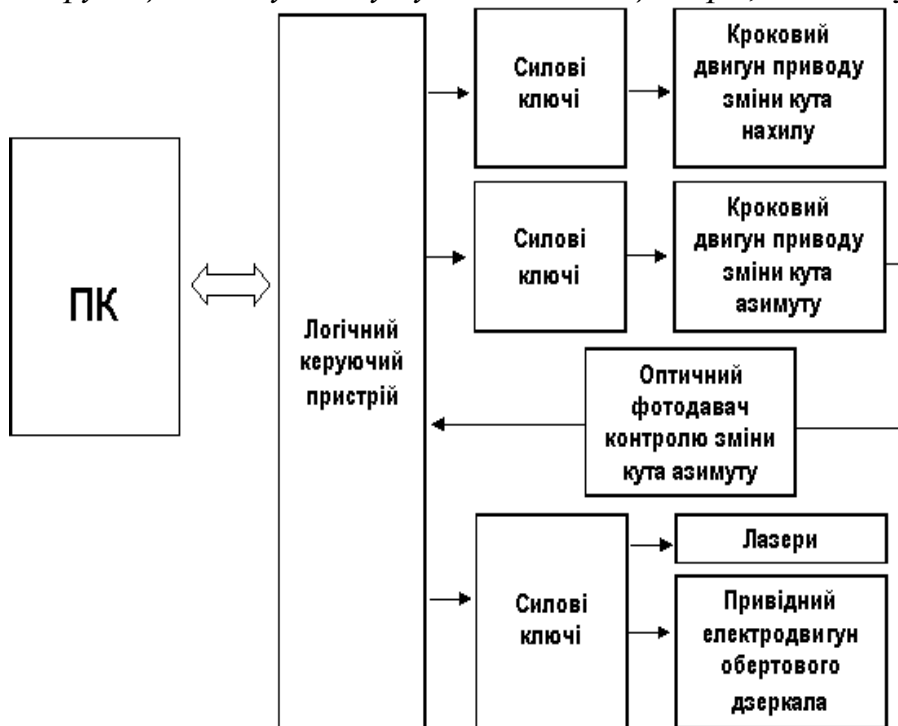 ПК
Логічний
керуючий
пристрій
Силові
ключі
Кроковий
двигун приводу
зміни кута
нахилу
Силові
ключі
Кроковий
двигун приводу
зміни кута
азимуту
Оптичний
фотодавач
контролю зміни
кута азимуту
Силові
ключі
Лазери
Привідний
електродвигун
обертового
дзеркала